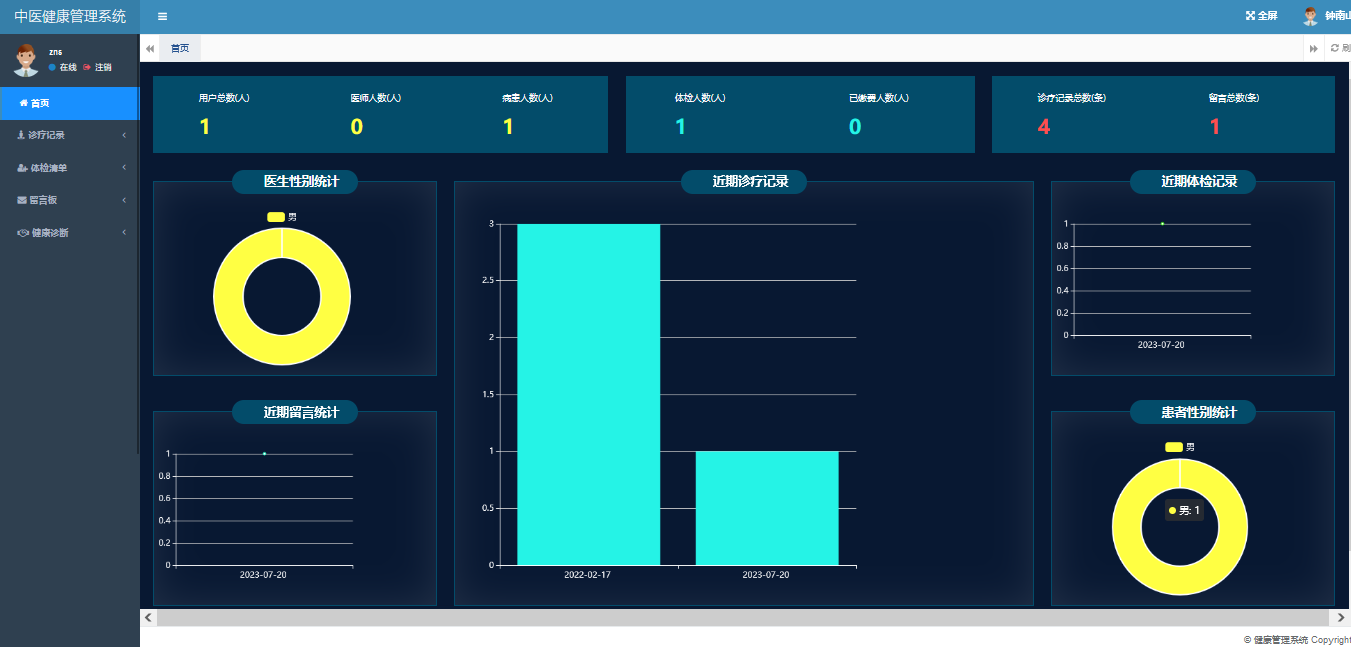 中医健康管理系统
全屏
钟南山
zns
在线 注销
首页
诊疗记录
体检清单
留言板
健康诊断
首页
刷
用户总数(人)
1
医师人数(人)
0
病患人数(人)
1
体检人数(人)
1
已缴费人数(人)
0
诊疗记录总数(条)
4
留言总数(条)
1
医生性别统计
男
近期留言统计
1
0.8
0.6
0.4
0.2
0
2023-07-20
近期诊疗记录
3
2.5
2
1.5
1
0.5
0
2022-02-17
2023-07-20
近期体检记录
1
0.8
0.6
0.4
0.2
0
2023-07-20
患者性别统计
男
男: 1
© 健康管理系统 Copyright